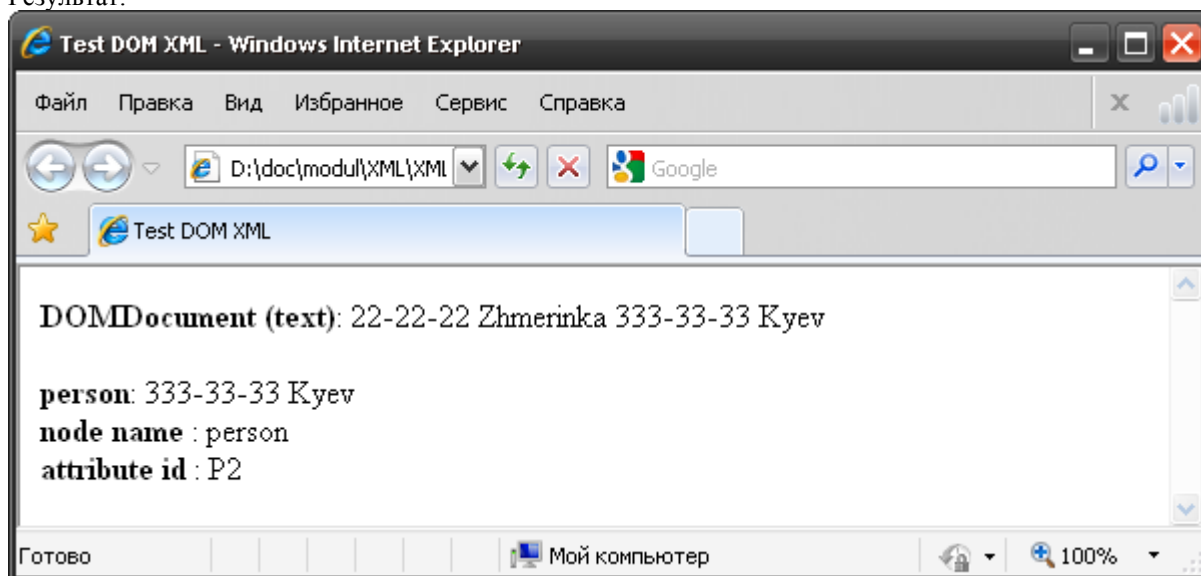 Результат:
Test DOM XML - Windows Internet Explorer
Файл Правка Вид Избранное Сервис Справка
D:\doc\modul\XML\XML Google
Test DOM XML
DOMDocument (text): 22-22-22 Zhmerinka 333-33-33 Kyev
person: 333-33-33 Kyev
node name : person
attribute id : P2
Готово Мой компьютер 100%